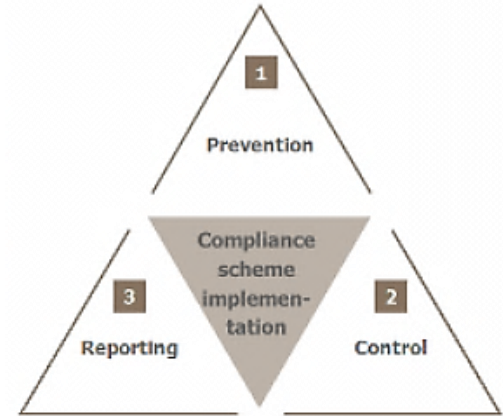 1
Prevention
Compliance
scheme
implemen-
tation
3
Reporting
2
Control